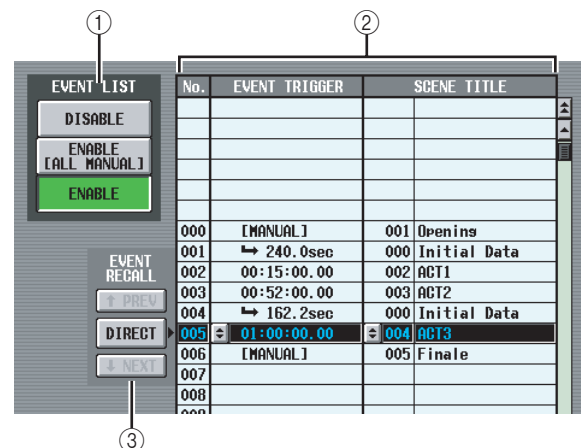 ① ②
EVENT LIST
DISABLE
ENABLE
[ALL MANUAL]
ENABLE
EVENT
RECALL
↑ PREV
DIRECT
↓ NEXT
③
No. EVENT TRIGGER SCENE TITLE
000 [MANUAL] 001 Opening
001 ↳ 240.0sec 000 Initial Data
002 00:15:00.00 002 ACT1
003 00:52:00.00 003 ACT2
004 ↳ 162.2sec 000 Initial Data
005 01:00:00.00 004 ACT3
006 [MANUAL] 005 Finale
007
008